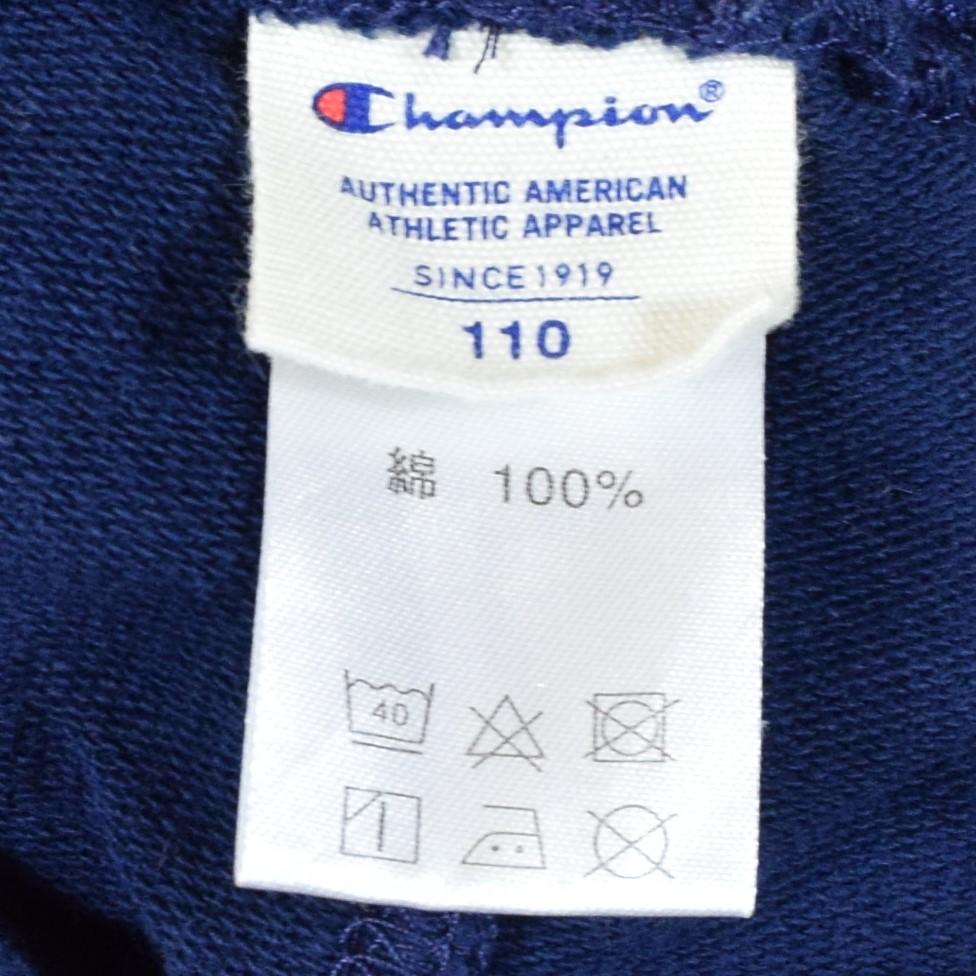 Champion®
AUTHENTIC AMERICAN
ATHLETIC APPAREL
SINCE 1919
110
綿 100%
40